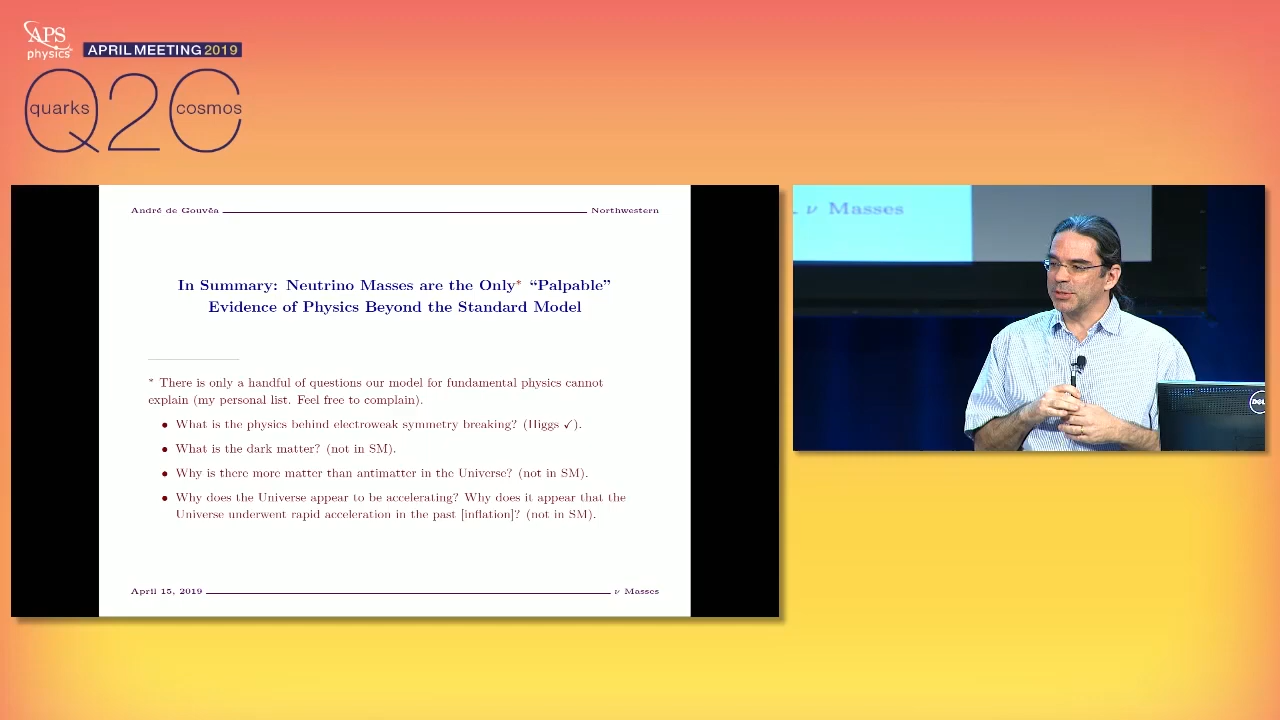 APS
physics
APRIL MEETING 2019
quarks
Q2C
cosmos
André de Gouvêa
Northwestern
In Summary: Neutrino Masses are the Only* “Palpable”
Evidence of Physics Beyond the Standard Model
* There is only a handful of questions our model for fundamental physics cannot
explain (my personal list. Feel free to complain).
• What is the physics behind electroweak symmetry breaking? (Higgs ✓).
• What is the dark matter? (not in SM).
• Why is there more matter than antimatter in the Universe? (not in SM).
• Why does the Universe appear to be accelerating? Why does it appear that the
Universe underwent rapid acceleration in the past [inflation]? (not in SM).
April 15, 2019
ν Masses
ν Masses
DELL